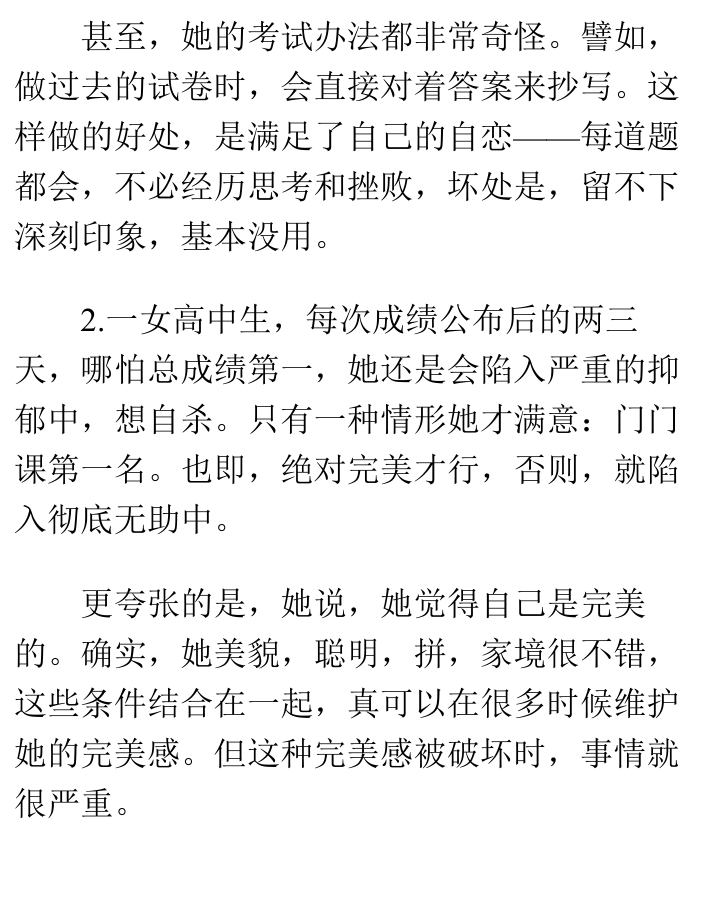 甚至，她的考试办法都非常奇怪。譬如，
做过去的试卷时，会直接对着答案来抄写。这
样做的好处，是满足了自己的自恋——每道题
都会，不必经历思考和挫败，坏处是，留不下
深刻印象，基本没用。
2.一女高中生，每次成绩公布后的两三
天，哪怕总成绩第一，她还是会陷入严重的抑
郁中，想自杀。只有一种情形她才满意：门门
课第一名。也即，绝对完美才行，否则，就陷
入彻底无助中。
更夸张的是，她说，她觉得自己是完美
的。确实，她美貌，聪明，拼，家境很不错，
这些条件结合在一起，真可以在很多时候维护
她的完美感。但这种完美感被破坏时，事情就
很严重。